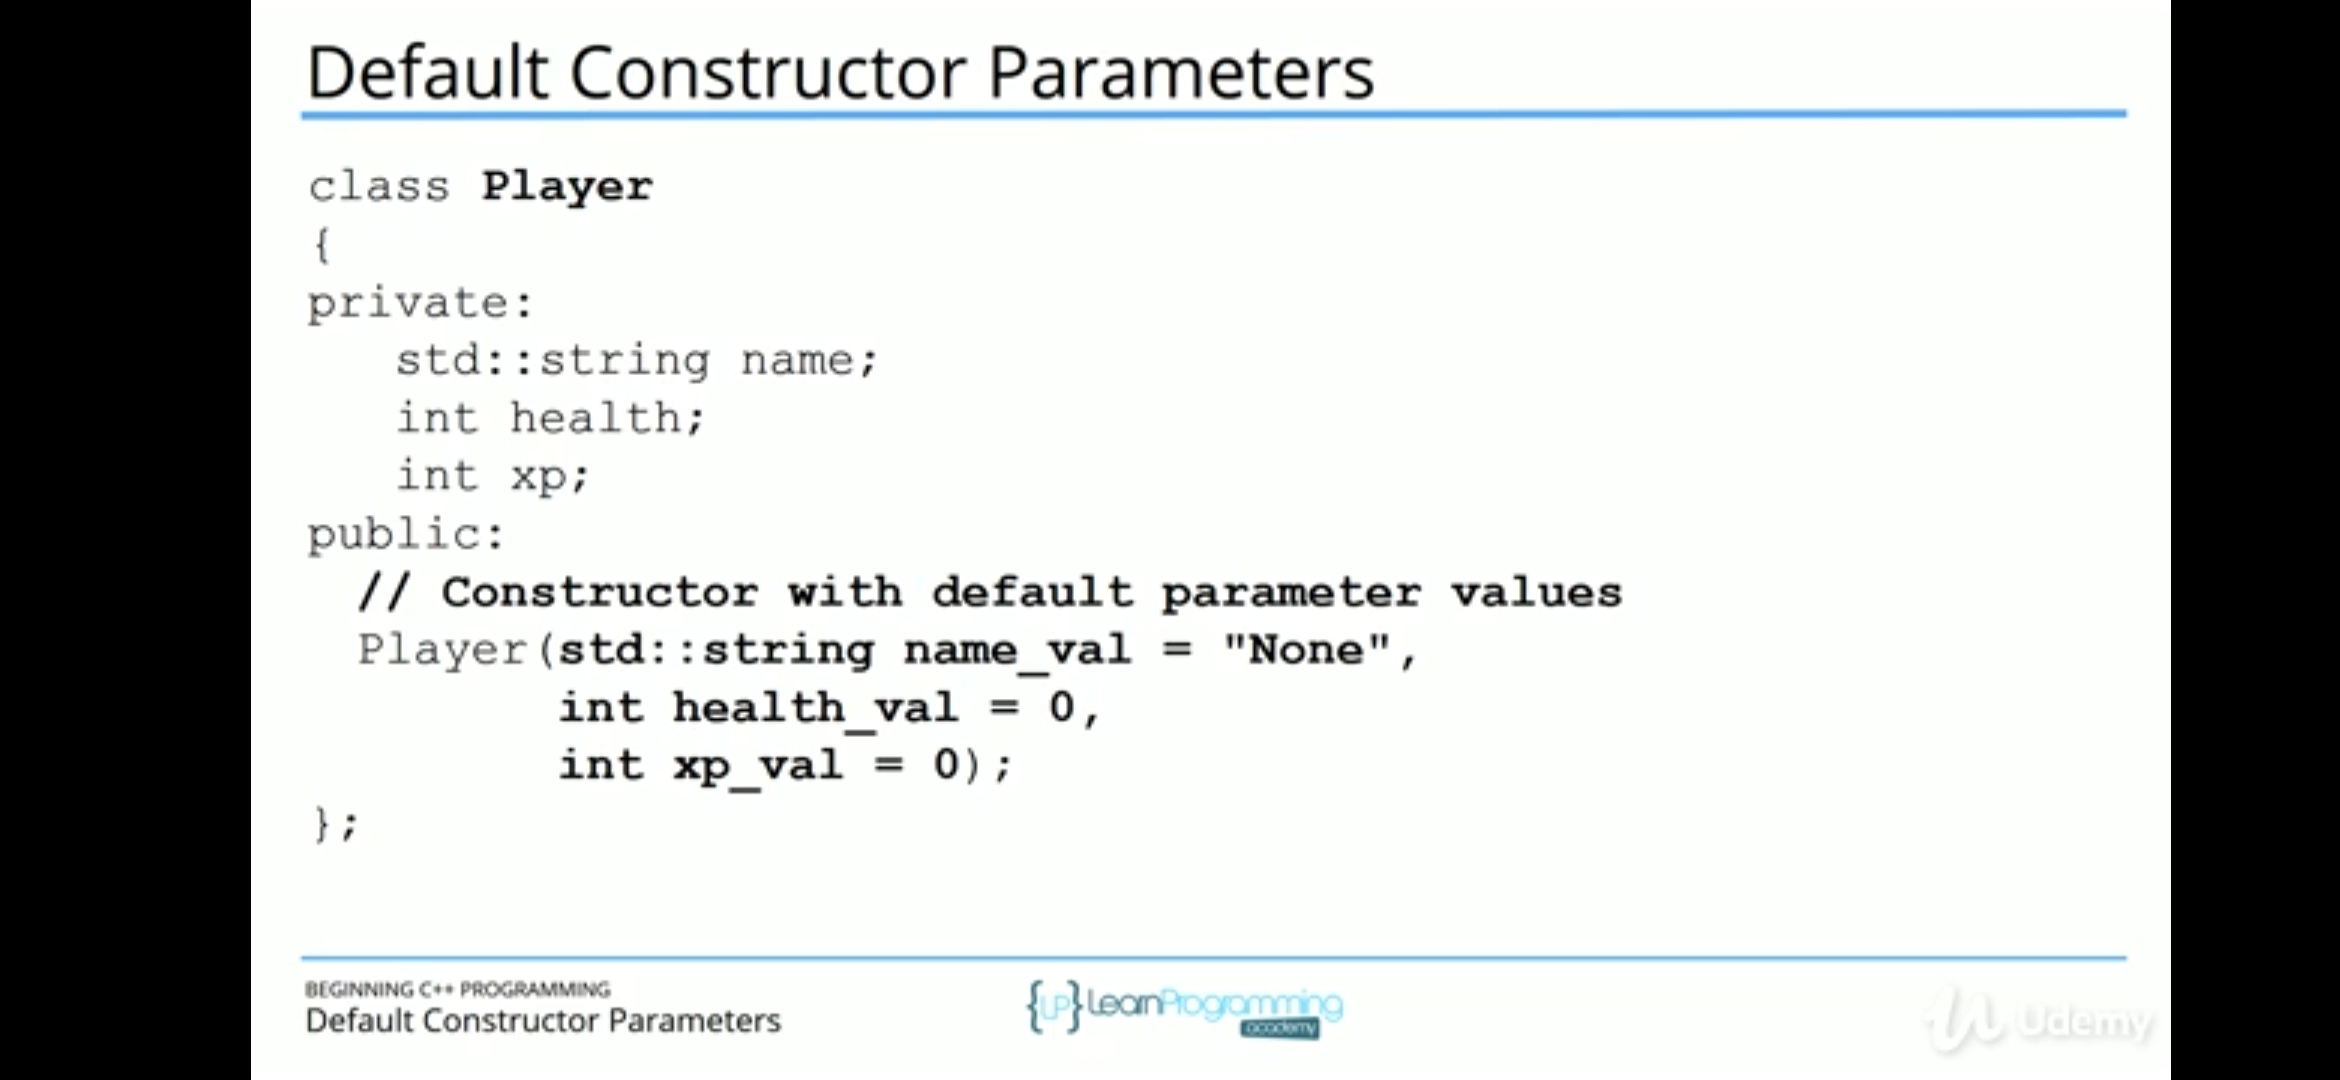 Default Constructor Parameters
class Player
{
private:
std::string name;
int health;
int xp;
public:
// Constructor with default parameter values
Player(std::string name_val = "None",
int health_val = 0,
int xp_val = 0);
};
BEGINNING C++ PROGRAMMING
Default Constructor Parameters
{LP} LearnProgramming
academy
Udemy